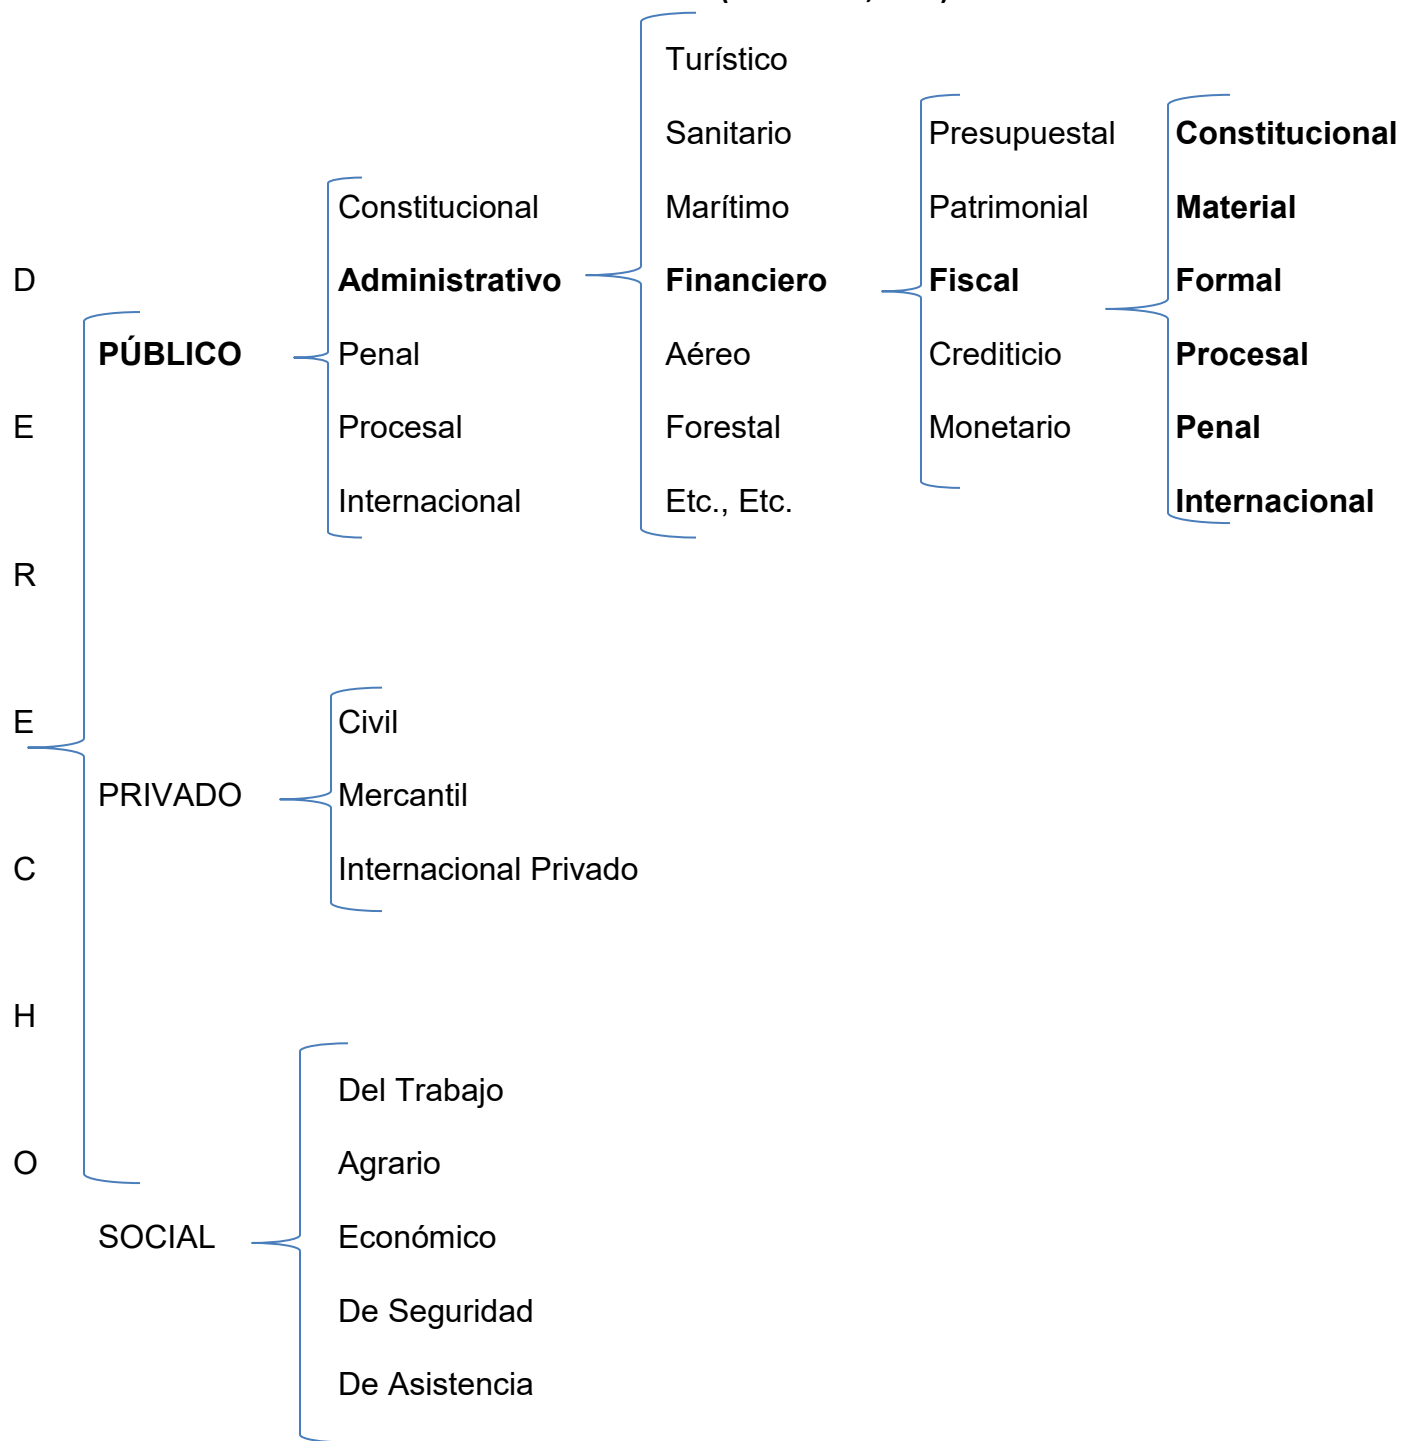 Turístico
Sanitario Presupuestal Constitucional
Constitucional Marítimo Patrimonial Material
D Administrativo Financiero Fiscal Formal
PÚBLICO Penal Aéreo Crediticio Procesal
E Procesal Forestal Monetario Penal
Internacional Etc., Etc. Internacional
R
E Civil
PRIVADO Mercantil
C Internacional Privado
H
Del Trabajo
O Agrario
SOCIAL Económico
De Seguridad
De Asistencia